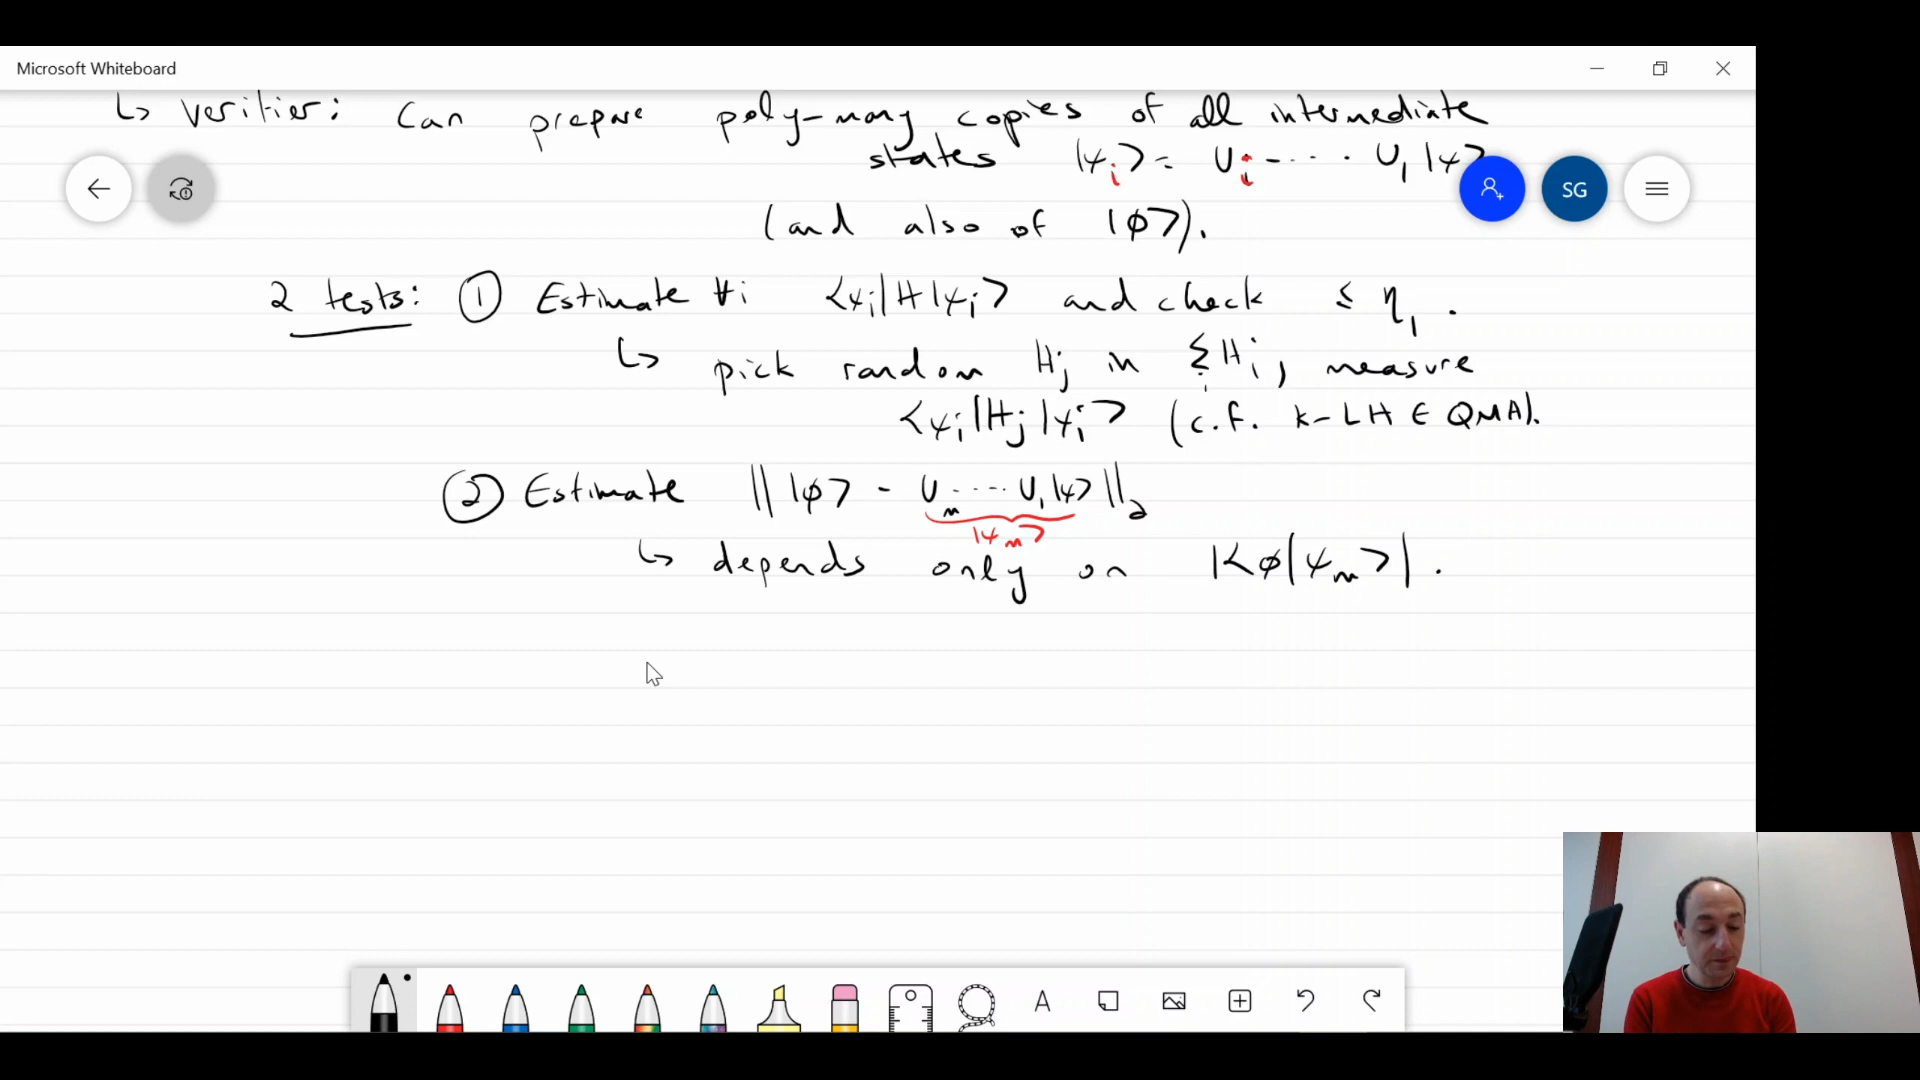 Microsoft Whiteboard
↳ verifier: Can prepare poly-many copies of all intermediate
states |ψᵢ⟩ = Uᵢ ⋯ U₁|ψ⟩
SG
(and also of |ϕ⟩).
2 tests: ① Estimate ∀i ⟨ψᵢ|H|ψᵢ⟩ and check ≤ η₁.
↳ pick random Hⱼ in ΣᵢHᵢ, measure
⟨ψᵢ|Hⱼ|ψᵢ⟩ (c.f. k-LH ∈ QMA).
② Estimate || |ϕ⟩ - Uₘ ⋯ U₁|ψ⟩ ||₂
|ψₘ⟩
↳ depends only on |⟨ϕ|ψₘ⟩|.
A